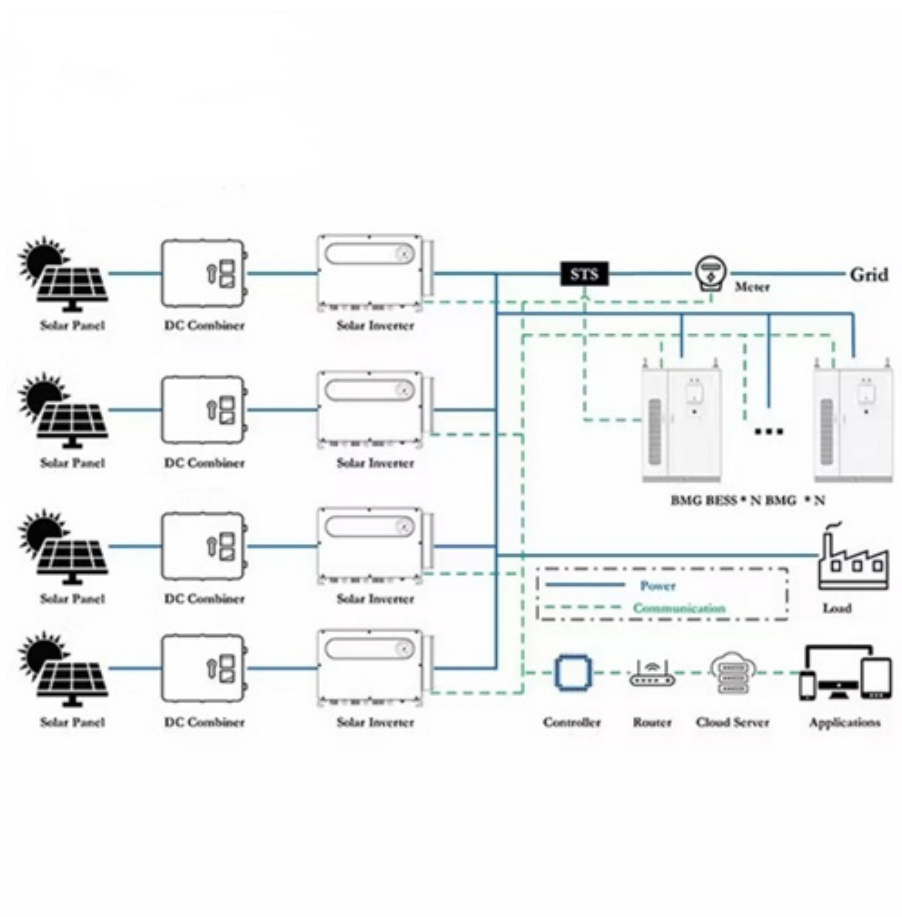 STS
Grid
Meter
Solar Panel DC Combiner Solar Inverter
Solar Panel DC Combiner Solar Inverter
BMG BESS * N BMG * N
Solar Panel DC Combiner Solar Inverter
Power
Communication
Load
Solar Panel DC Combiner Solar Inverter
Controller Router Cloud Server Applications